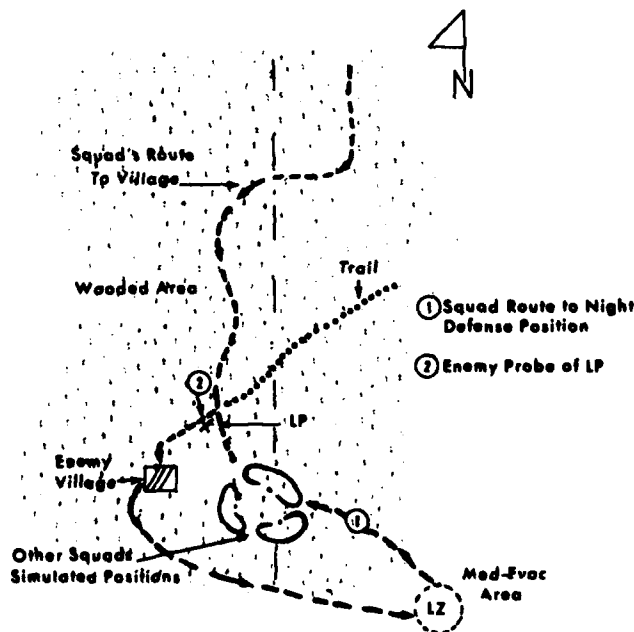 N
Squad's Route
Tp Village
Trail
Wooded Area
① Squad Route to Night
Defense Position
② Enemy Probe of LP
②
LP
Enemy
Village
①
Other Squads
Simulated Positions
Med-Evac
Area
LZ